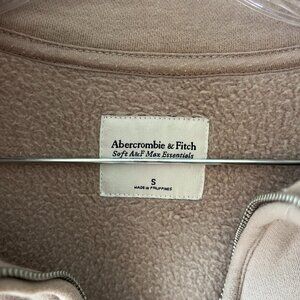 Abercrombie & Fitch
Soft A&F Max Essentials
S
MADE IN PHILIPPINES